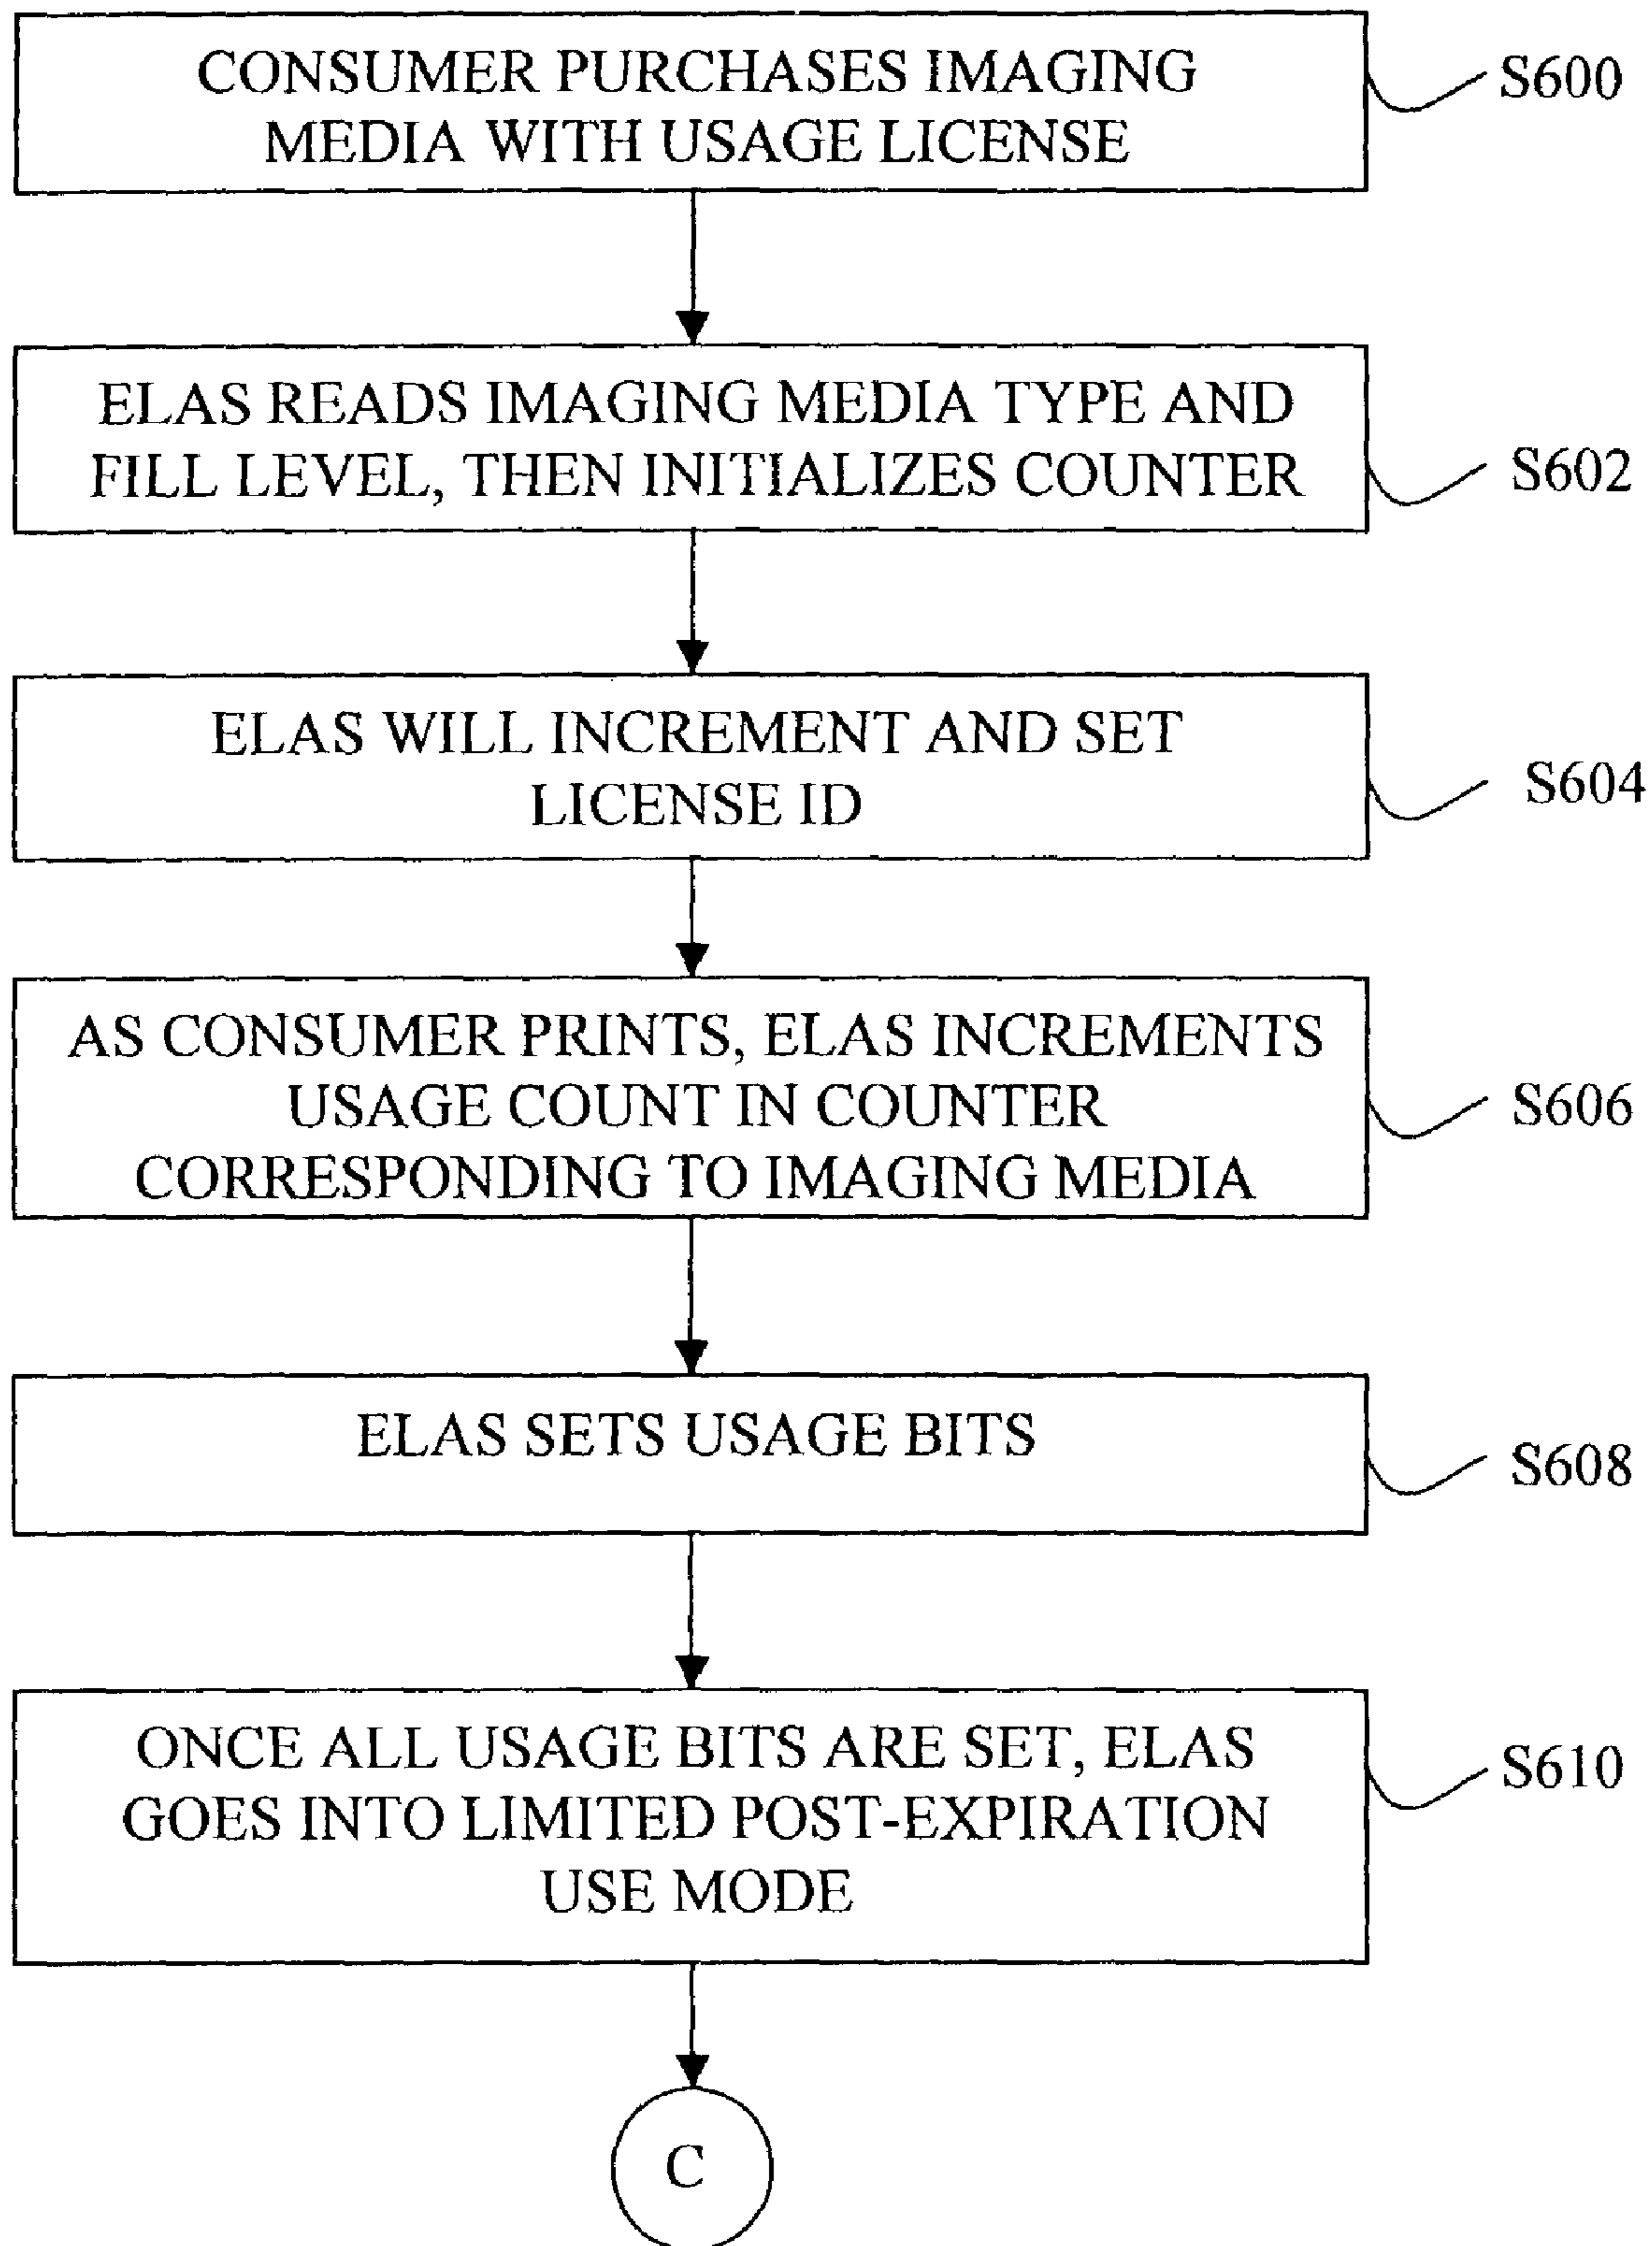 CONSUMER PURCHASES IMAGING
MEDIA WITH USAGE LICENSE
S600
ELAS READS IMAGING MEDIA TYPE AND
FILL LEVEL, THEN INITIALIZES COUNTER
S602
ELAS WILL INCREMENT AND SET
LICENSE ID
S604
AS CONSUMER PRINTS, ELAS INCREMENTS
USAGE COUNT IN COUNTER
CORRESPONDING TO IMAGING MEDIA
S606
ELAS SETS USAGE BITS
S608
ONCE ALL USAGE BITS ARE SET, ELAS
GOES INTO LIMITED POST-EXPIRATION
USE MODE
S610
C